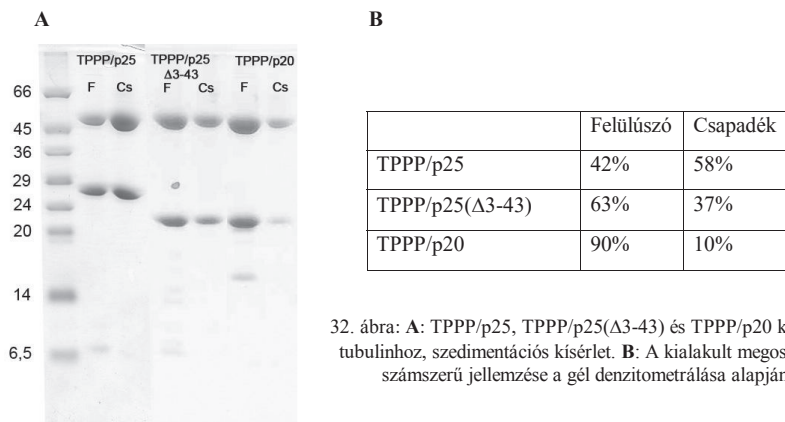 A
B
TPPP/p25 TPPP/p25 TPPP/p20
Δ3-43
F Cs F Cs F Cs
66
45
36
29
24
20
14
6,5
Felülúszó Csapadék
TPPP/p25 42% 58%
TPPP/p25(Δ3-43) 63% 37%
TPPP/p20 90% 10%
32. ábra: A: TPPP/p25, TPPP/p25(Δ3-43) és TPPP/p20 k
tubulinhoz, szedimentációs kísérlet. B: A kialakult megos
számszerű jellemzése a gél denzitometrálása alapján